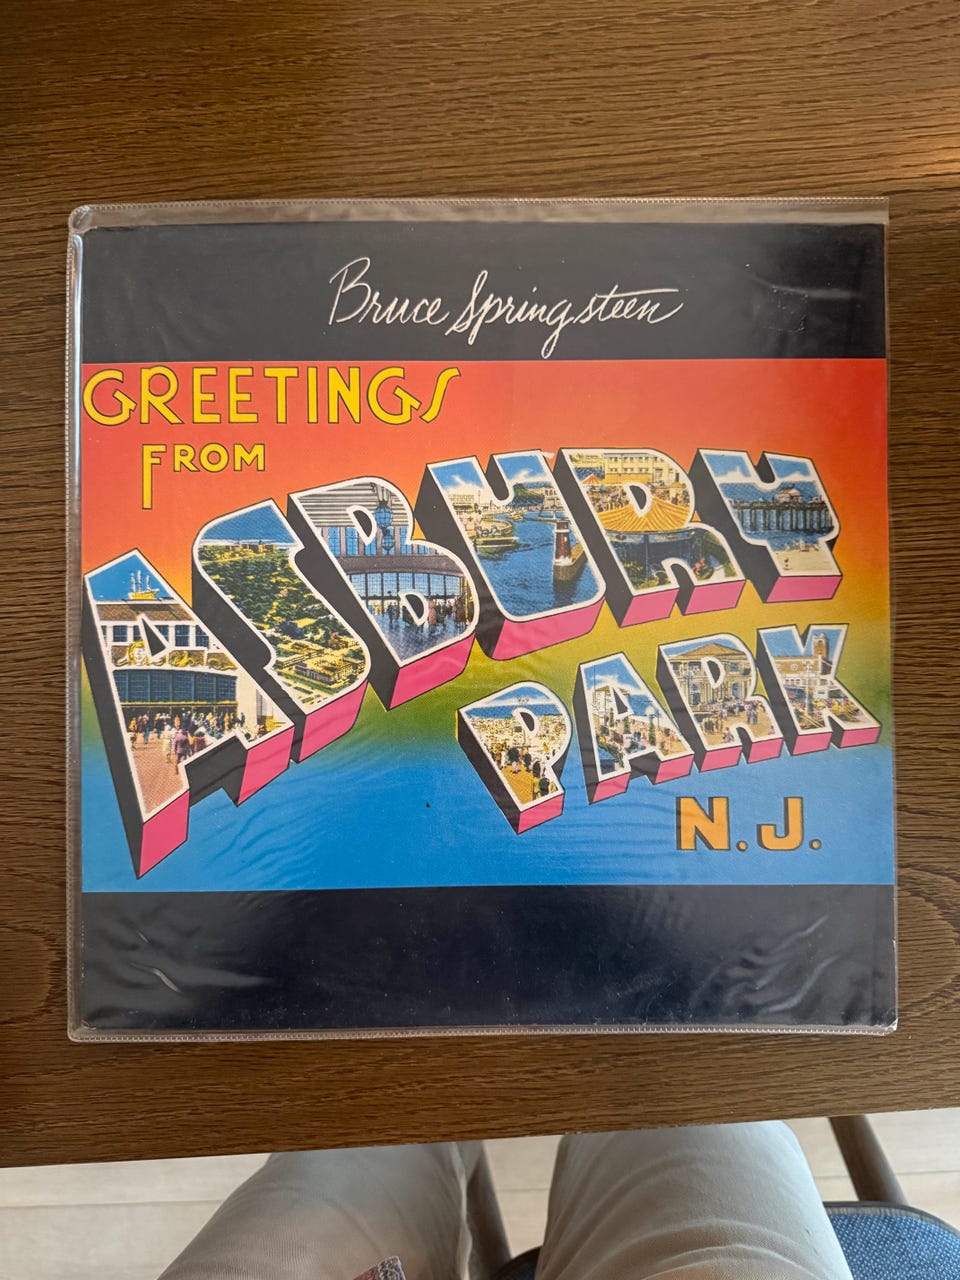 Bruce Springsteen
GREETINGS
FROM
ASBURY
PARK
N.J.